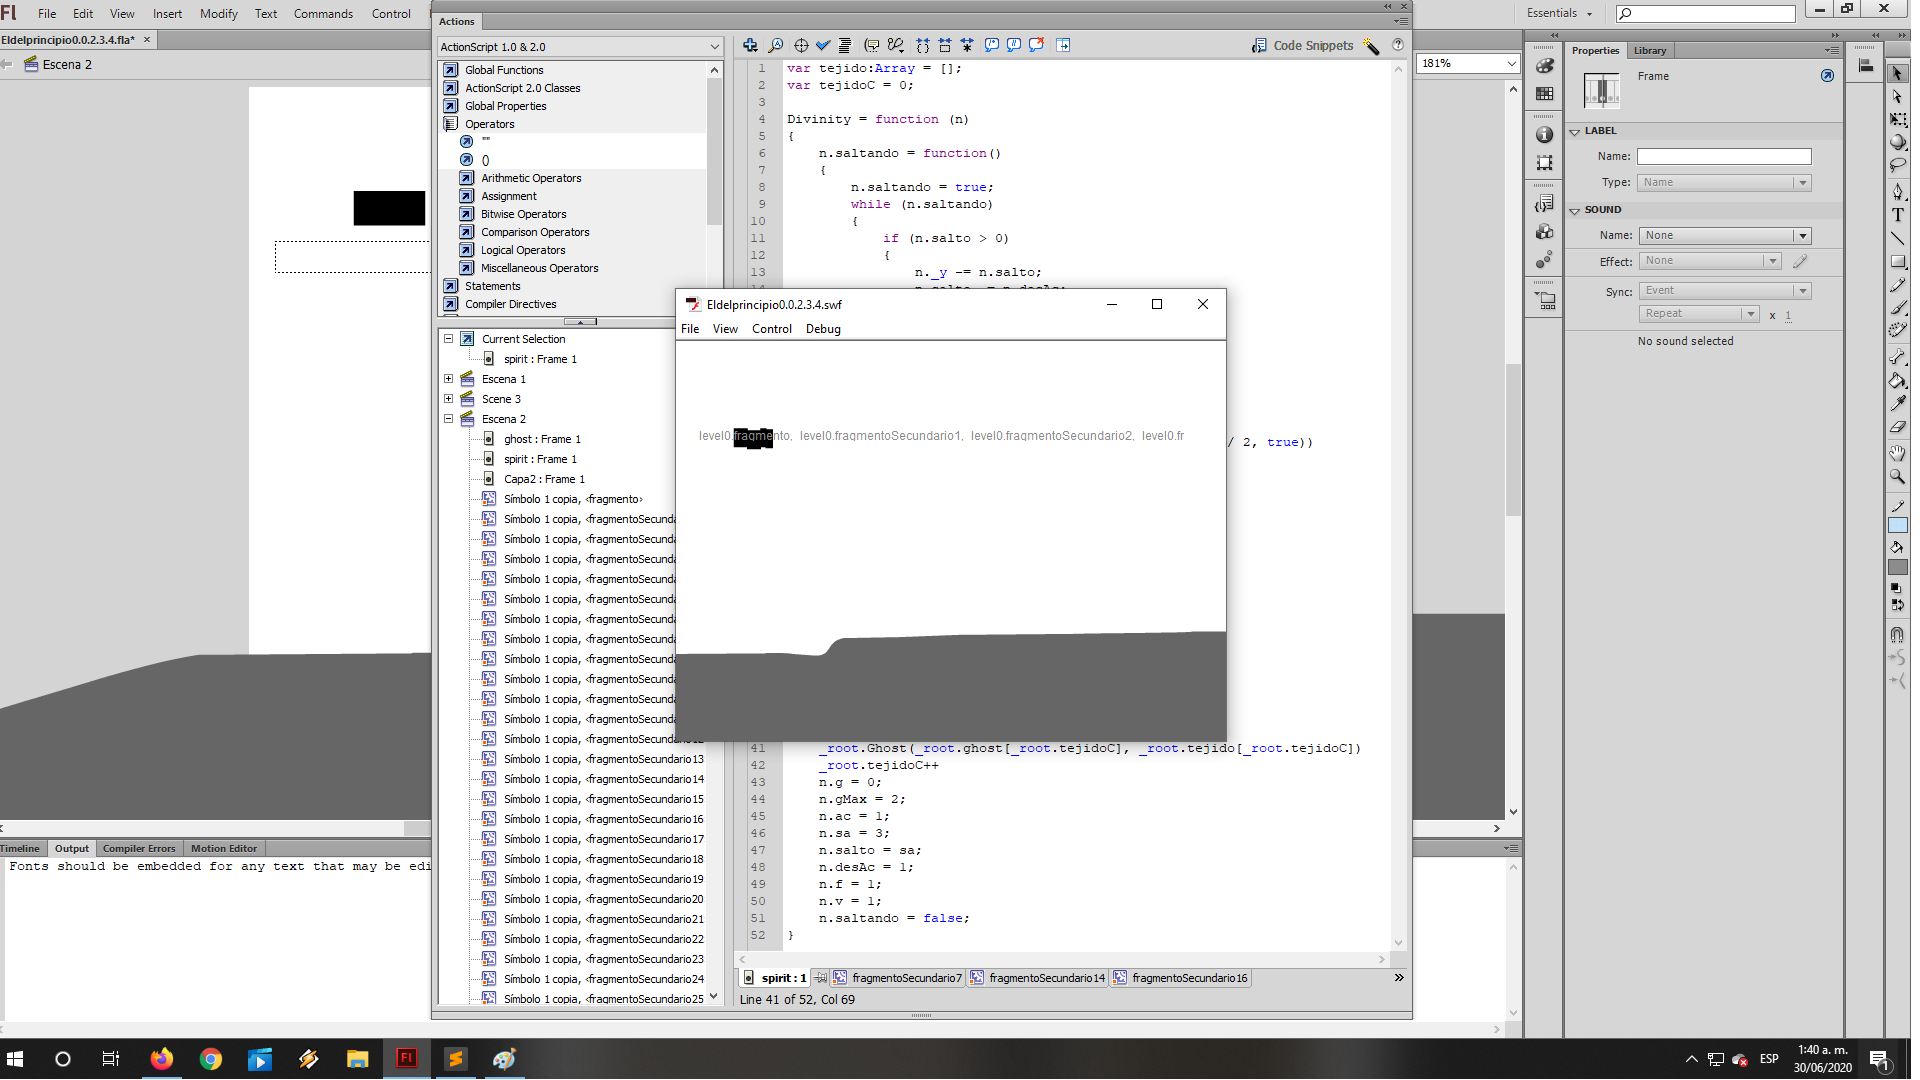 Fl File Edit View Insert Modify Text Commands Control
Essentials
Eldelprincipio0.0.2.3.4.fla* ×
Escena 2
Actions
ActionScript 1.0 & 2.0
Global Functions
ActionScript 2.0 Classes
Global Properties
Operators
""
()
Arithmetic Operators
Assignment
Bitwise Operators
Comparison Operators
Logical Operators
Miscellaneous Operators
Statements
Compiler Directives
Current Selection
spirit : Frame 1
Escena 1
Scene 3
Escena 2
ghost : Frame 1
spirit : Frame 1
Capa2 : Frame 1
Símbolo 1 copia, <fragmento>
Símbolo 1 copia, <fragmentoSecunda
Símbolo 1 copia, <fragmentoSecunda
Símbolo 1 copia, <fragmentoSecunda
Símbolo 1 copia, <fragmentoSecunda
Símbolo 1 copia, <fragmentoSecunda
Símbolo 1 copia, <fragmentoSecunda
Símbolo 1 copia, <fragmentoSecunda
Símbolo 1 copia, <fragmentoSecunda
Símbolo 1 copia, <fragmentoSecunda
Símbolo 1 copia, <fragmentoSecunda
Símbolo 1 copia, <fragmentoSecunda
Símbolo 1 copia, <fragmentoSecundario12
Símbolo 1 copia, <fragmentoSecundario13
Símbolo 1 copia, <fragmentoSecundario14
Símbolo 1 copia, <fragmentoSecundario15
Símbolo 1 copia, <fragmentoSecundario16
Símbolo 1 copia, <fragmentoSecundario17
Símbolo 1 copia, <fragmentoSecundario18
Símbolo 1 copia, <fragmentoSecundario19
Símbolo 1 copia, <fragmentoSecundario20
Símbolo 1 copia, <fragmentoSecundario21
Símbolo 1 copia, <fragmentoSecundario22
Símbolo 1 copia, <fragmentoSecundario23
Símbolo 1 copia, <fragmentoSecundario24
Símbolo 1 copia, <fragmentoSecundario25
Code Snippets
1 var tejido:Array = [];
2 var tejidoC = 0;
3
4 Divinity = function (n)
5 {
6 n.saltando = function()
7 {
8 n.saltando = true;
9 while (n.saltando)
10 {
11 if (n.salto > 0)
12 {
13 n._y -= n.salto;
/ 2, true))
41 _root.Ghost(_root.ghost[_root.tejidoC], _root.tejido[_root.tejidoC])
42 _root.tejidoC++
43 n.g = 0;
44 n.gMax = 2;
45 n.ac = 1;
46 n.sa = 3;
47 n.salto = sa;
48 n.desAc = 1;
49 n.f = 1;
50 n.v = 1;
51 n.saltando = false;
52 }
spirit : 1 fragmentoSecundario7 fragmentoSecundario14 fragmentoSecundario16
Line 41 of 52, Col 69
Eldelprincipio0.0.2.3.4.swf
File View Control Debug
level0.fragmento, level0.fragmentoSecundario1, level0.fragmentoSecundario2, level0.fr
181%
Properties Library
Frame
LABEL
Name:
Type: Name
SOUND
Name: None
Effect: None
Sync: Event
Repeat x 1
No sound selected
Timeline Output Compiler Errors Motion Editor
Fonts should be embedded for any text that may be edi
ESP
1:40 a. m.
30/06/2020
1